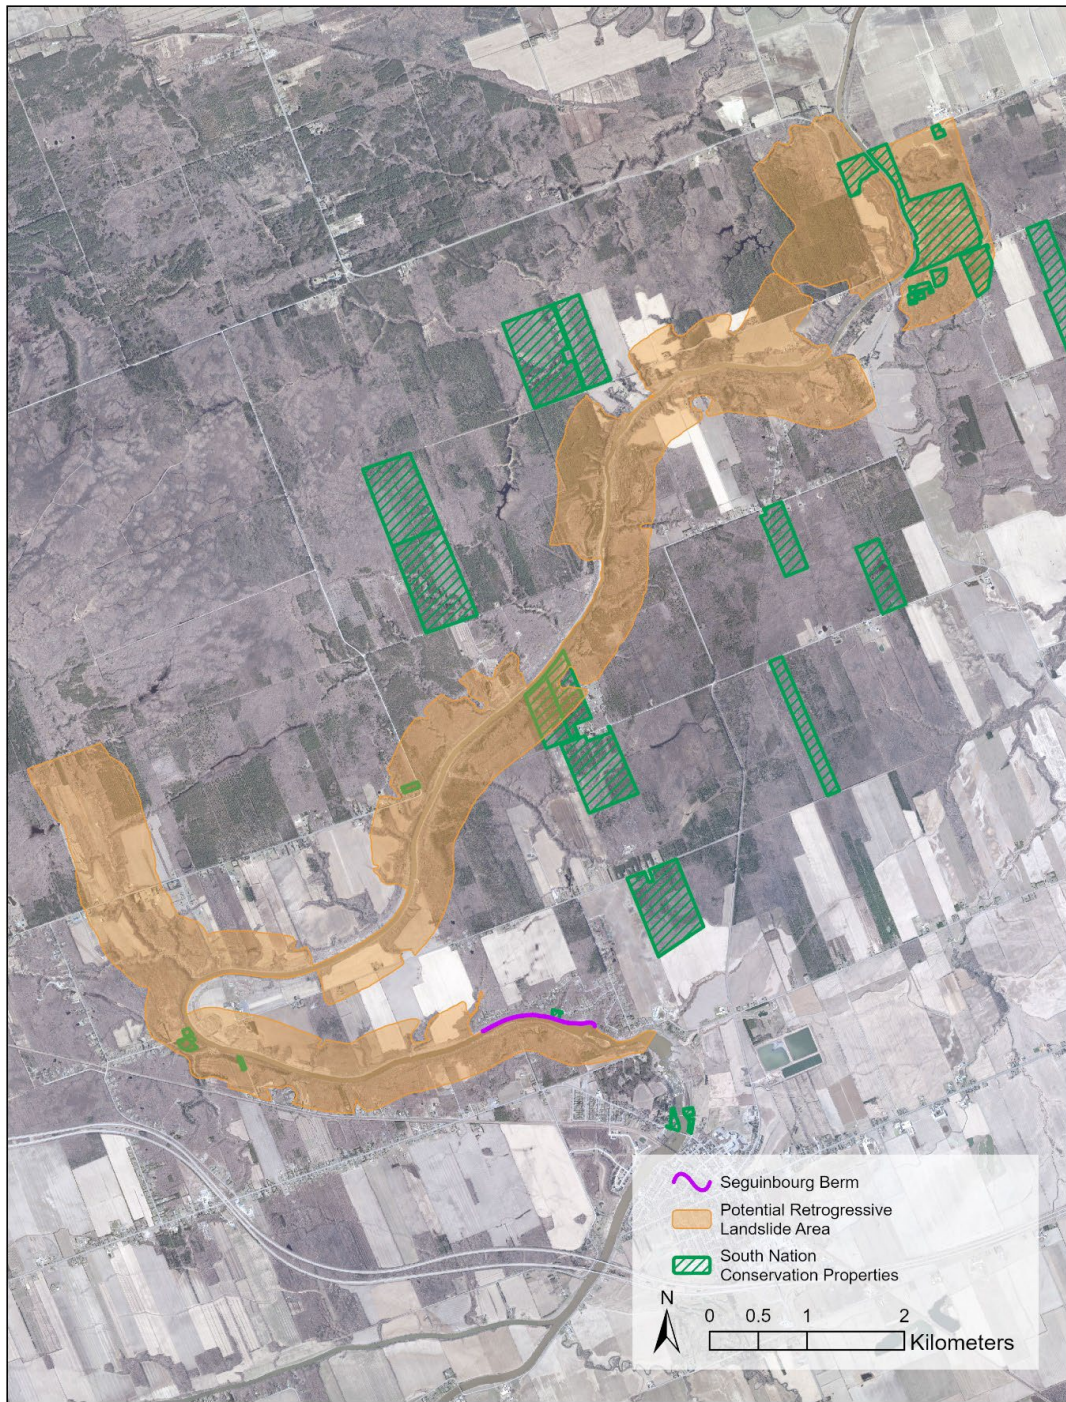 Seguinbourg Berm
Potential Retrogressive
Landslide Area
South Nation
Conservation Properties
N
0 0.5 1 2
Kilometers